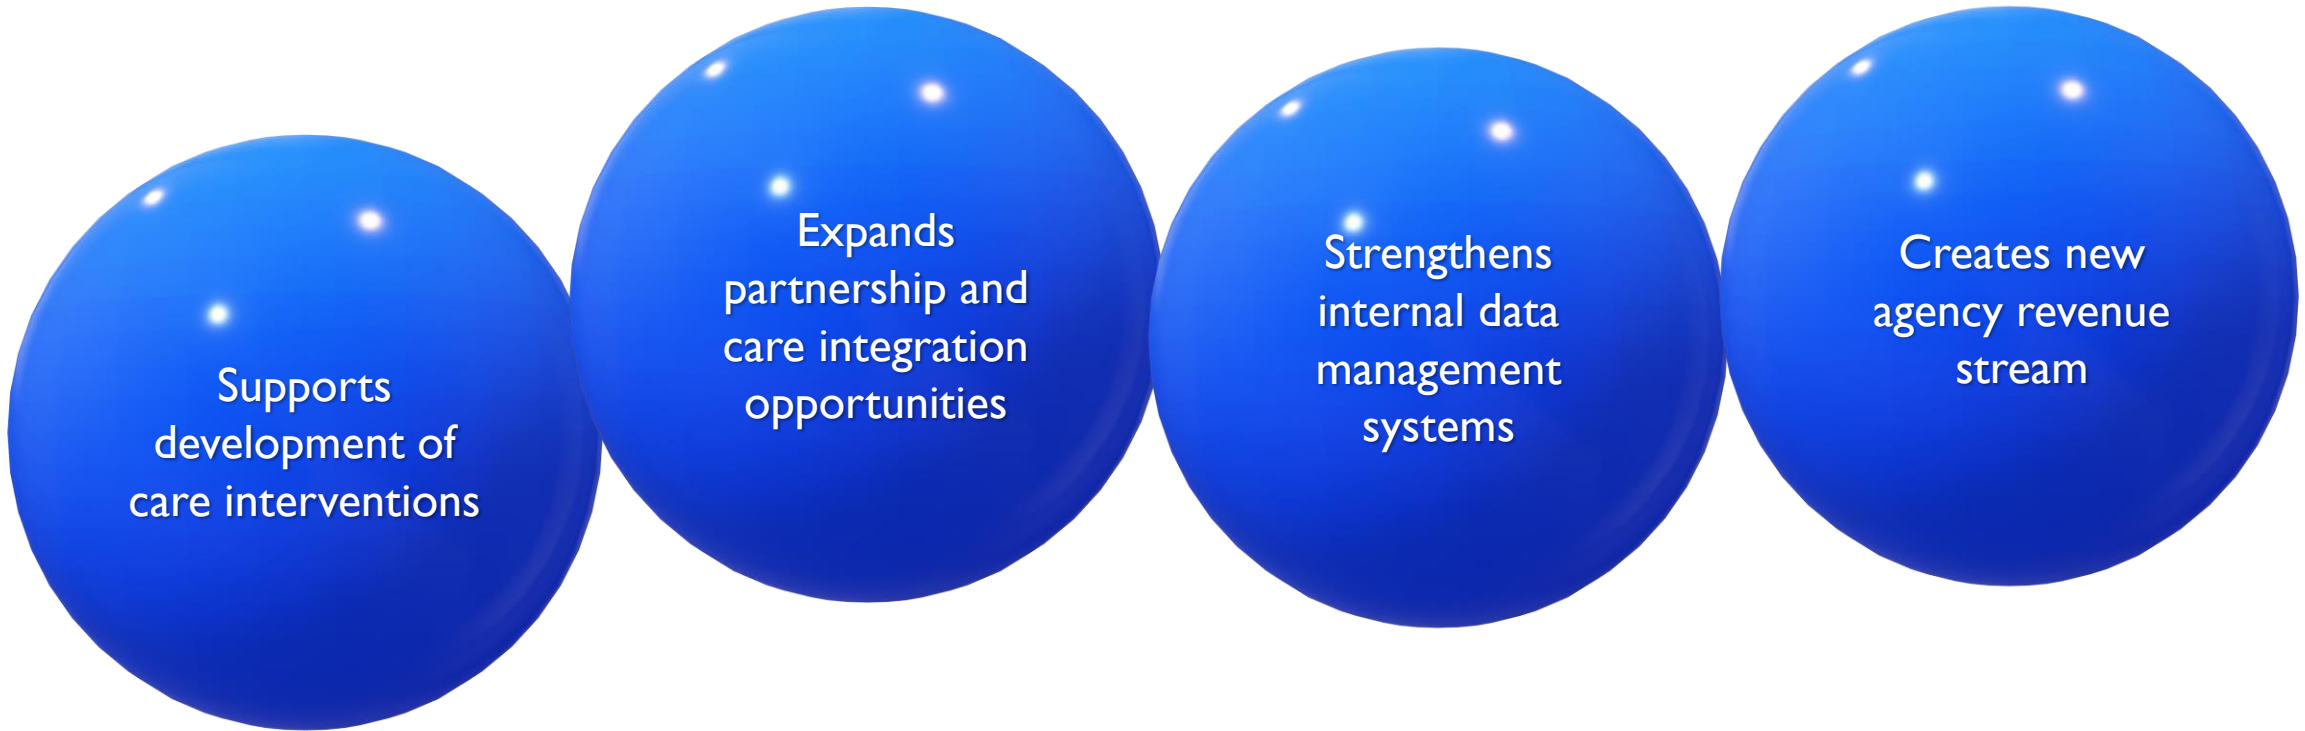 Supports
development of
care interventions
Expands
partnership and
care integration
opportunities
Strengthens
internal data
management
systems
Creates new
agency revenue
stream